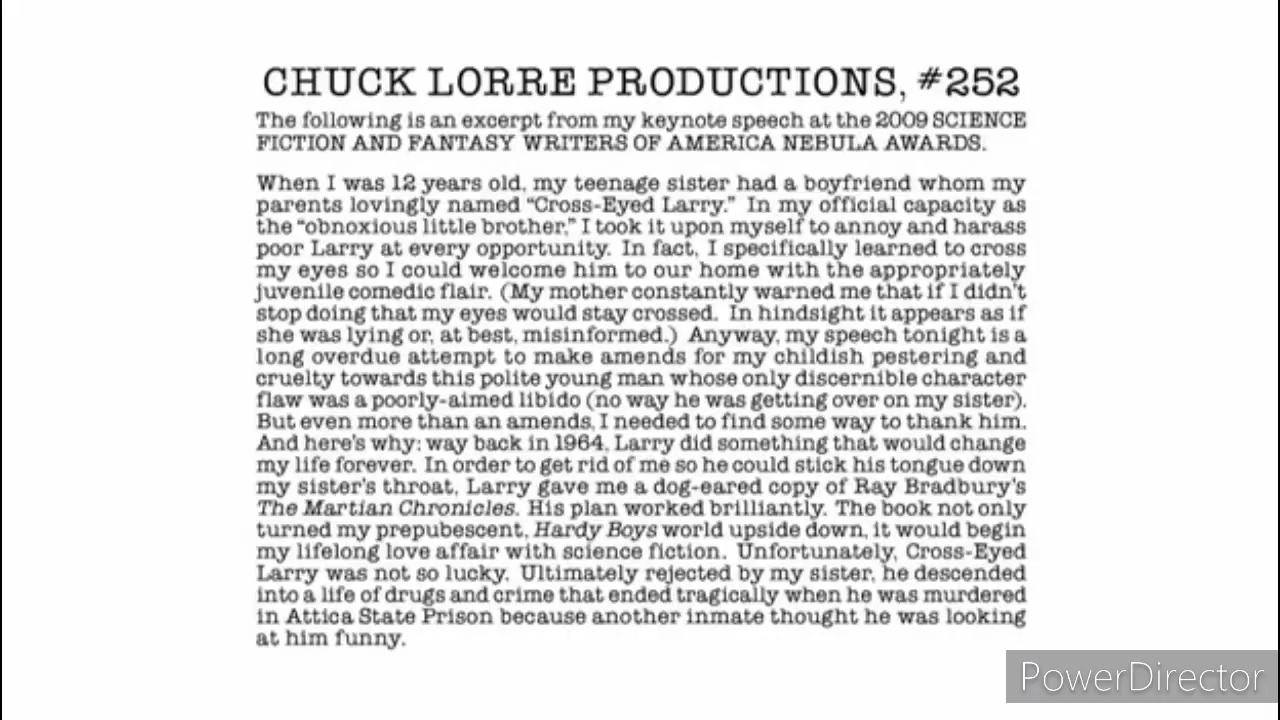 CHUCK LORRE PRODUCTIONS, #252
The following is an excerpt from my keynote speech at the 2009 SCIENCE
FICTION AND FANTASY WRITERS OF AMERICA NEBULA AWARDS.
When I was 12 years old, my teenage sister had a boyfriend whom my
parents lovingly named “Cross-Eyed Larry.” In my official capacity as
the “obnoxious little brother,” I took it upon myself to annoy and harass
poor Larry at every opportunity. In fact, I specifically learned to cross
my eyes so I could welcome him to our home with the appropriately
juvenile comedic flair. (My mother constantly warned me that if I didn't
stop doing that my eyes would stay crossed. In hindsight it appears as if
she was lying or, at best, misinformed.) Anyway, my speech tonight is a
long overdue attempt to make amends for my childish pestering and
cruelty towards this polite young man whose only discernible character
flaw was a poorly-aimed libido (no way he was getting over on my sister).
But even more than an amends, I needed to find some way to thank him.
And here's why: way back in 1964, Larry did something that would change
my life forever. In order to get rid of me so he could stick his tongue down
my sister's throat, Larry gave me a dog-eared copy of Ray Bradbury's
The Martian Chronicles. His plan worked brilliantly. The book not only
turned my prepubescent, Hardy Boys world upside down, it would begin
my lifelong love affair with science fiction. Unfortunately, Cross-Eyed
Larry was not so lucky. Ultimately rejected by my sister, he descended
into a life of drugs and crime that ended tragically when he was murdered
in Attica State Prison because another inmate thought he was looking
at him funny.
PowerDirector